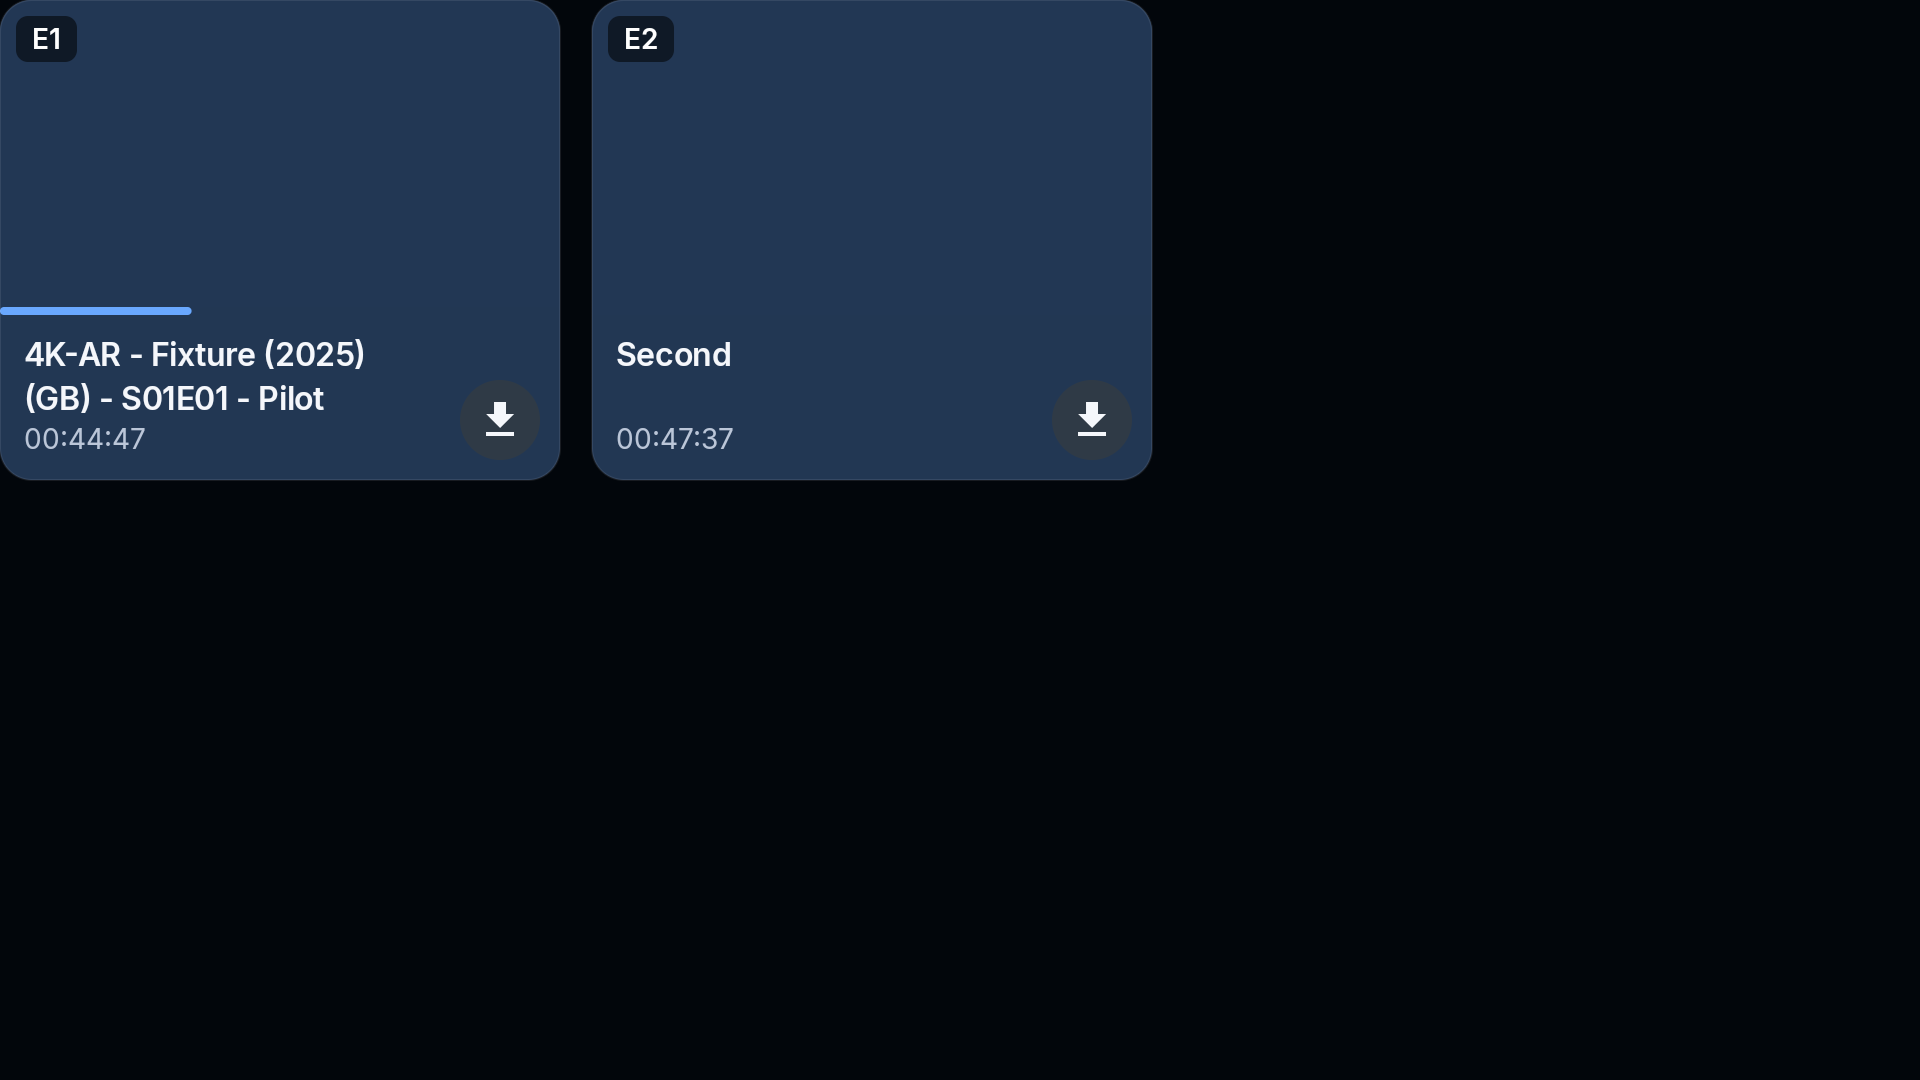 E1
4K-AR - Fixture (2025)
(GB) - S01E01 - Pilot
00:44:47
E2
Second
00:47:37